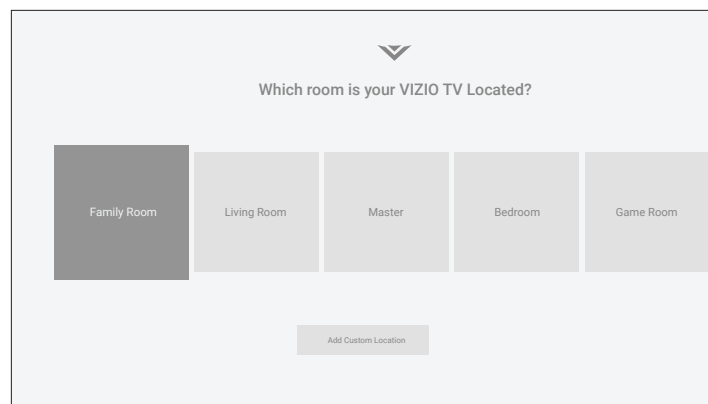 Which room is your VIZIO TV Located?
Family Room
Living Room
Master
Bedroom
Game Room
Add Custom Location